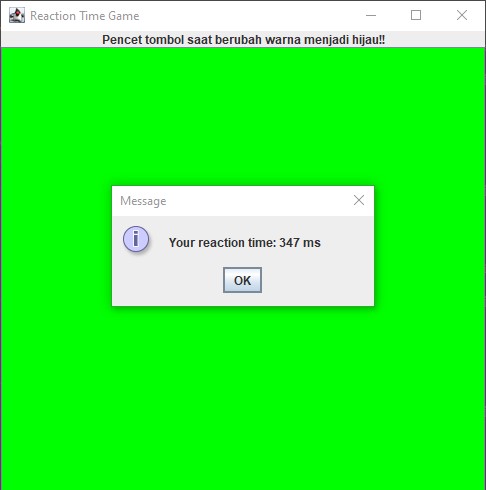 Reaction Time Game
Pencet tombol saat berubah warna menjadi hijau!!
Message
Your reaction time: 347 ms
OK